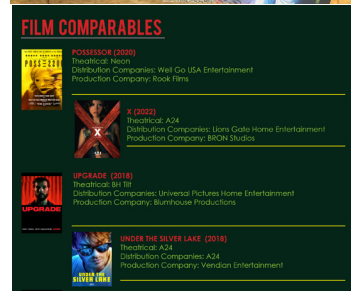 FILM COMPARABLES
POSSESSOR (2020)
Theatrical: Neon
Distribution Companies: Well Go USA Entertainment
Production Company: Rook Films
POSSESSOR
X (2022)
Theatrical: A24
Distribution Companies: Lions Gate Home Entertainment
Production Company: BRON Studios
X
UPGRADE (2018)
Theatrical: BH Tilt
Distribution Companies: Universal Pictures Home Entertainment
Production Company: Blumhouse Productions
UPGRADE
UNDER THE SILVER LAKE (2018)
Theatrical: A24
Distribution Companies: A24
Production Company: Vendian Entertainment
UNDER THE
SILVER LAKE